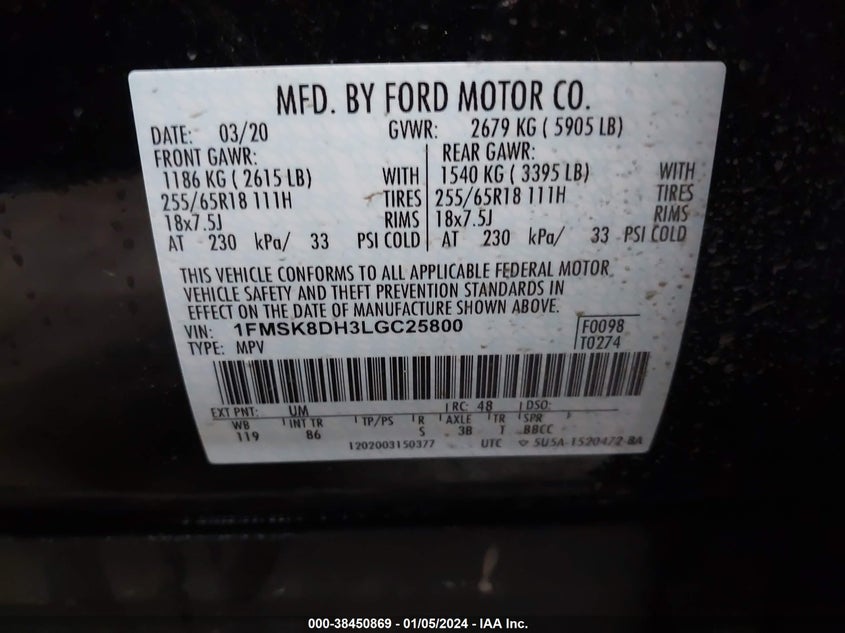 MFD. BY FORD MOTOR CO.
DATE: 03/20 GVWR: 2679 KG ( 5905 LB)
FRONT GAWR: REAR GAWR:
1186 KG ( 2615 LB) WITH 1540 KG ( 3395 LB) WITH
255/65R18 111H TIRES 255/65R18 111H TIRES
18x7.5J RIMS 18x7.5J RIMS
AT 230 kPa/ 33 PSI COLD AT 230 kPa/ 33 PSI COLD
THIS VEHICLE CONFORMS TO ALL APPLICABLE FEDERAL MOTOR
VEHICLE SAFETY AND THEFT PREVENTION STANDARDS IN
EFFECT ON THE DATE OF MANUFACTURE SHOWN ABOVE.
VIN: 1FMSK8DH3LGC25800 F0098
TYPE: MPV T0274
EXT PNT: UM RC: 48 DSO:
WB INT TR TP/PS R AXLE TR SPR
119 86 S 38 T BBCC
1202003150377 UTC 5U5A-1520472-BA
000-38450869 - 01/05/2024 - IAA Inc.